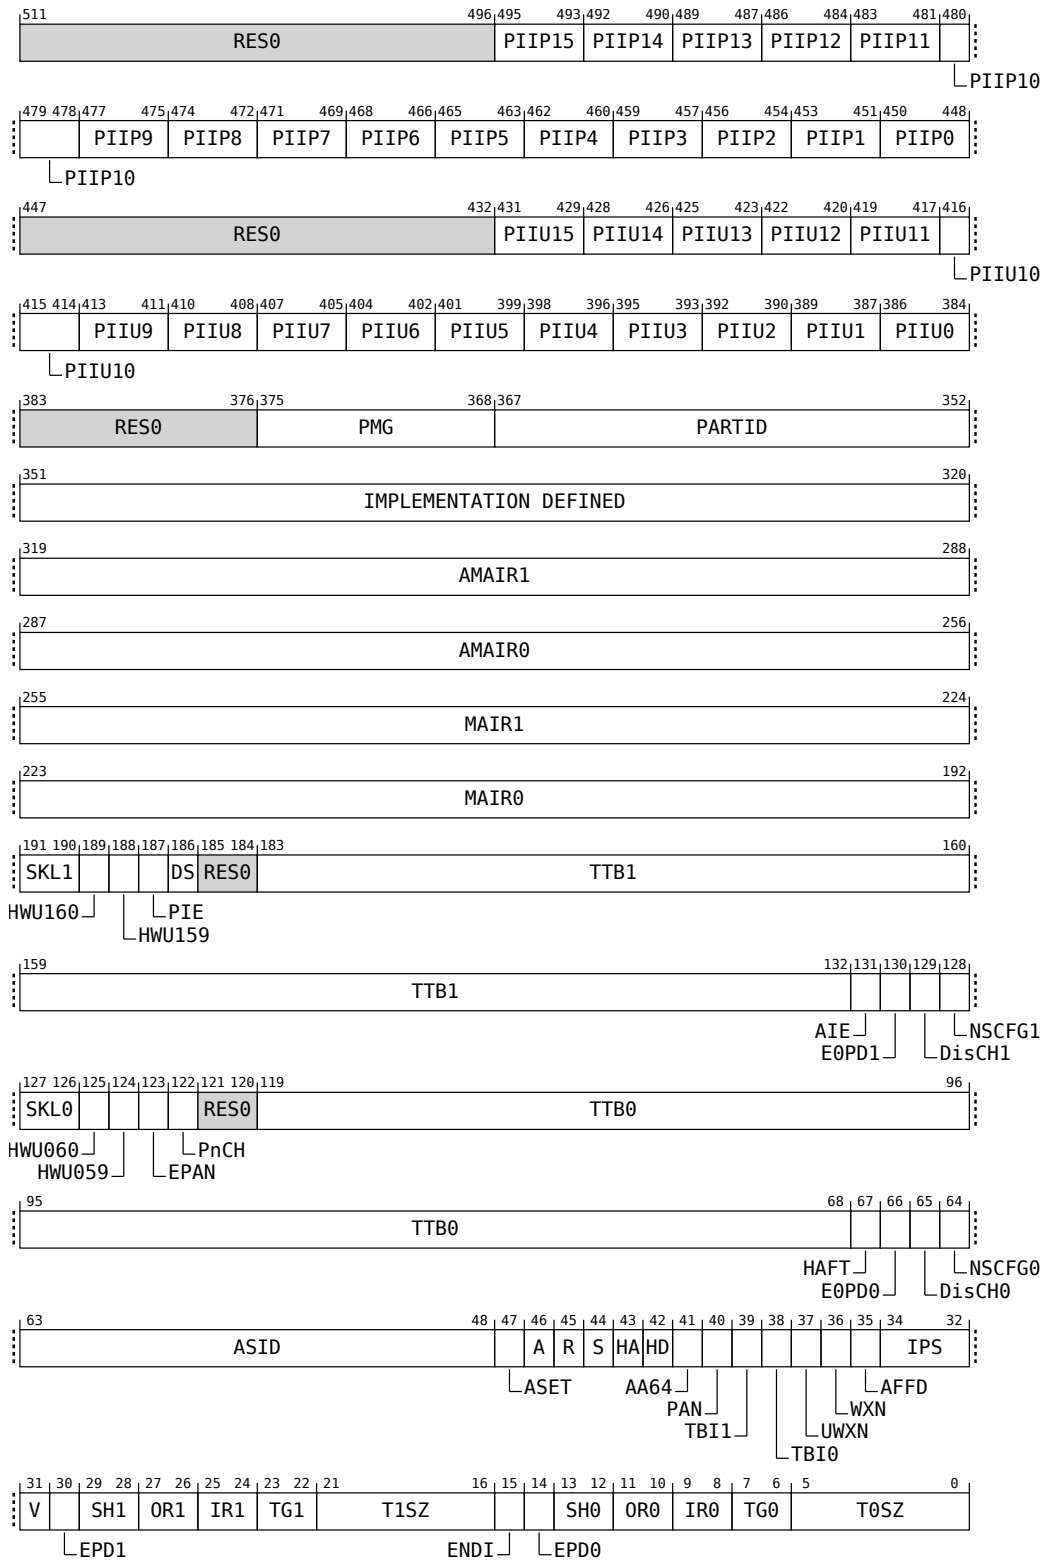 511 496 495 493 492 490 489 487 486 484 483 481 480
RES0 PIIP15 PIIP14 PIIP13 PIIP12 PIIP11
PIIP10
479 478 477 475 474 472 471 469 468 466 465 463 462 460 459 457 456 454 453 451 450 448
PIIP9 PIIP8 PIIP7 PIIP6 PIIP5 PIIP4 PIIP3 PIIP2 PIIP1 PIIP0
PIIP10
447 432 431 429 428 426 425 423 422 420 419 417 416
RES0 PIIU15 PIIU14 PIIU13 PIIU12 PIIU11
PIIU10
415 414 413 411 410 408 407 405 404 402 401 399 398 396 395 393 392 390 389 387 386 384
PIIU9 PIIU8 PIIU7 PIIU6 PIIU5 PIIU4 PIIU3 PIIU2 PIIU1 PIIU0
PIIU10
383 376 375 368 367 352
RES0 PMG PARTID
351 320
IMPLEMENTATION DEFINED
319 288
AMAIR1
287 256
AMAIR0
255 224
MAIR1
223 192
MAIR0
191 190 189 188 187 186 185 184 183 160
SKL1 DS RES0 TTB1
HWU160 PIE
HWU159
159 132 131 130 129 128
TTB1
AIE NSCFG1
E0PD1 DisCH1
127 126 125 124 123 122 121 120 119 96
SKL0 RES0 TTB0
HWU060 PnCH
HWU059 EPAN
95 68 67 66 65 64
TTB0
HAFT NSCFG0
E0PD0 DisCH0
63 48 47 46 45 44 43 42 41 40 39 38 37 36 35 34 32
ASID A R S HA HD IPS
ASET AA64 AFFD
PAN WXN
TBI1 UWXN
TBI0
31 30 29 28 27 26 25 24 23 22 21 16 15 14 13 12 11 10 9 8 7 6 5 0
V SH1 OR1 IR1 TG1 T1SZ SH0 OR0 IR0 TG0 T0SZ
EPD1 ENDI EPD0